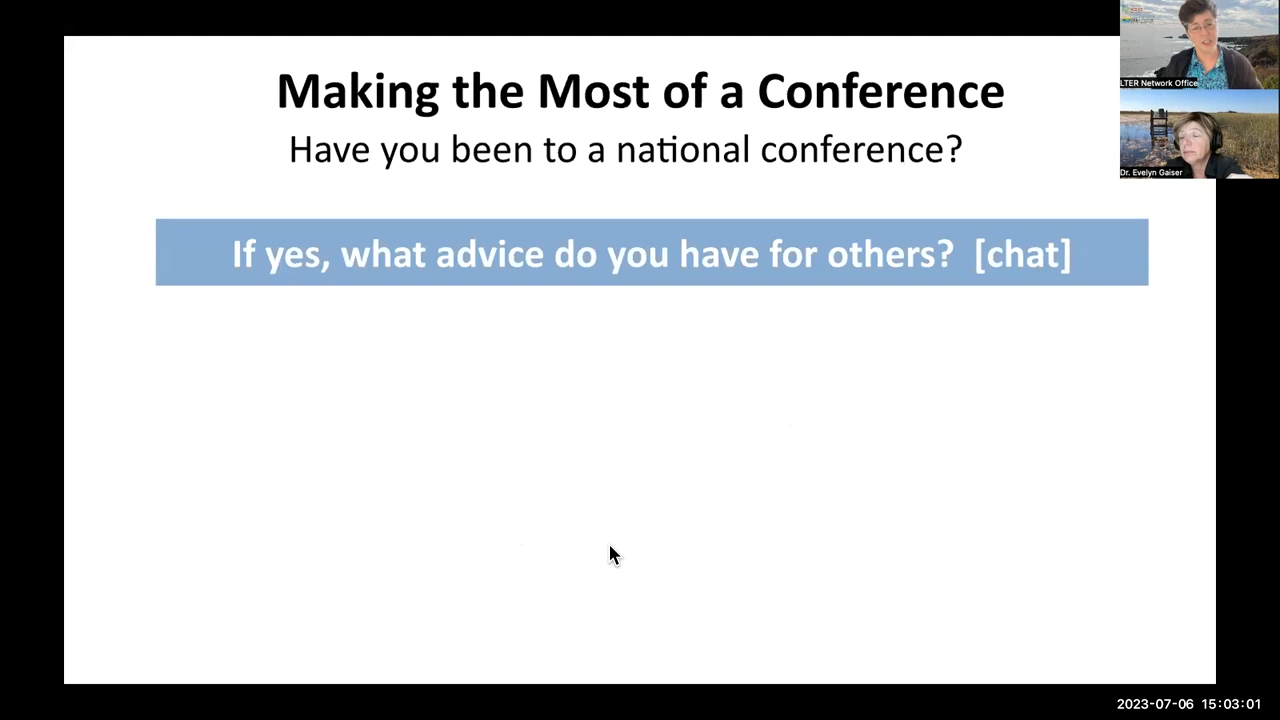 Making the Most of a Conference
Have you been to a national conference?
If yes, what advice do you have for others? [chat]
LTER Network Office
Dr. Evelyn Gaiser
2023-07-06 15:03:01